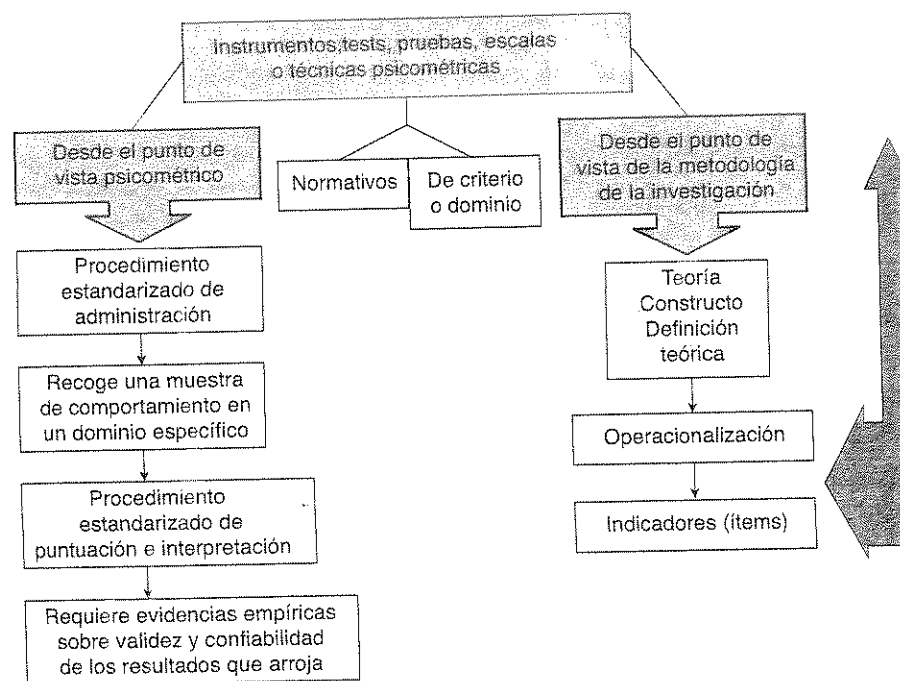 Instrumentos,tests, pruebas, escalas
o técnicas psicométricas
Desde el punto de
vista psicométrico
Normativos
De criterio
o dominio
Desde el punto de
vista de la metodología
de la investigación
Procedimiento
estandarizado de
administración
Recoge una muestra
de comportamiento en
un dominio específico
Procedimiento
estandarizado de
puntuación e interpretación
Requiere evidencias empíricas
sobre validez y confiabilidad
de los resultados que arroja
Teoría
Constructo
Definición
teórica
Operacionalización
Indicadores (ítems)